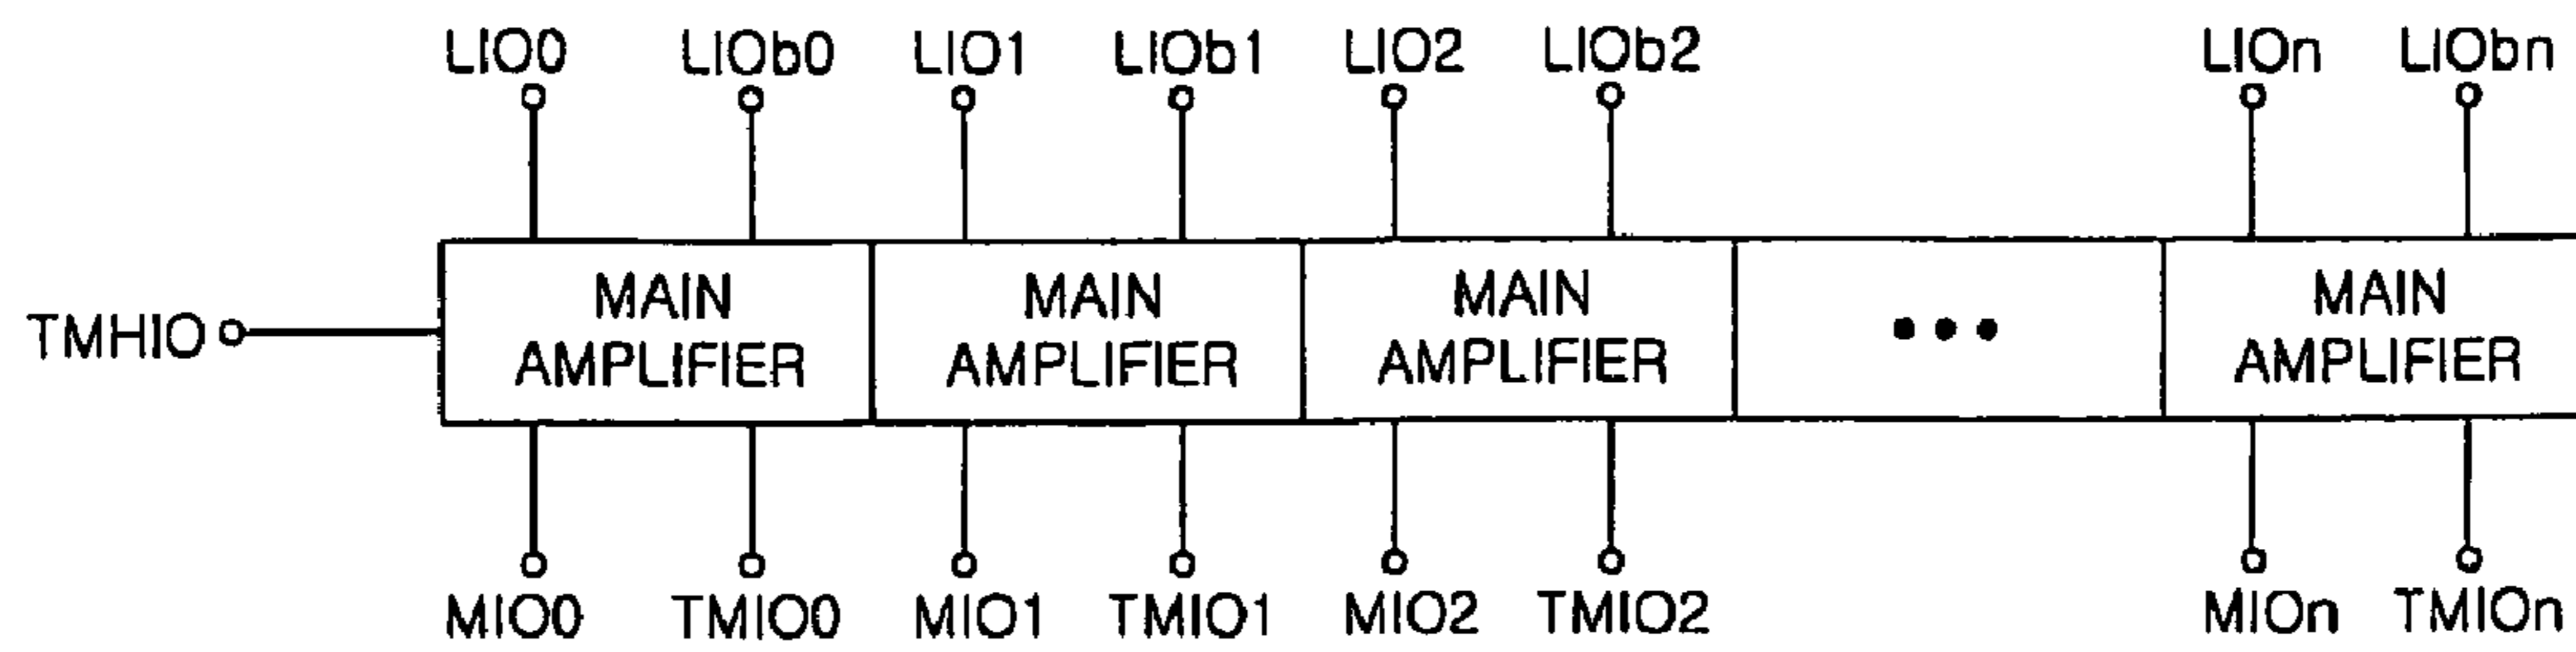 LIO0 LIOb0 LIO1 LIOb1 LIO2 LIOb2 LIOn LIObn
MAIN AMPLIFIER
MAIN AMPLIFIER
MAIN AMPLIFIER
•••
MAIN AMPLIFIER
TMHIO
MIO0 TMIO0 MIO1 TMIO1 MIO2 TMIO2 MIOn TMIOn